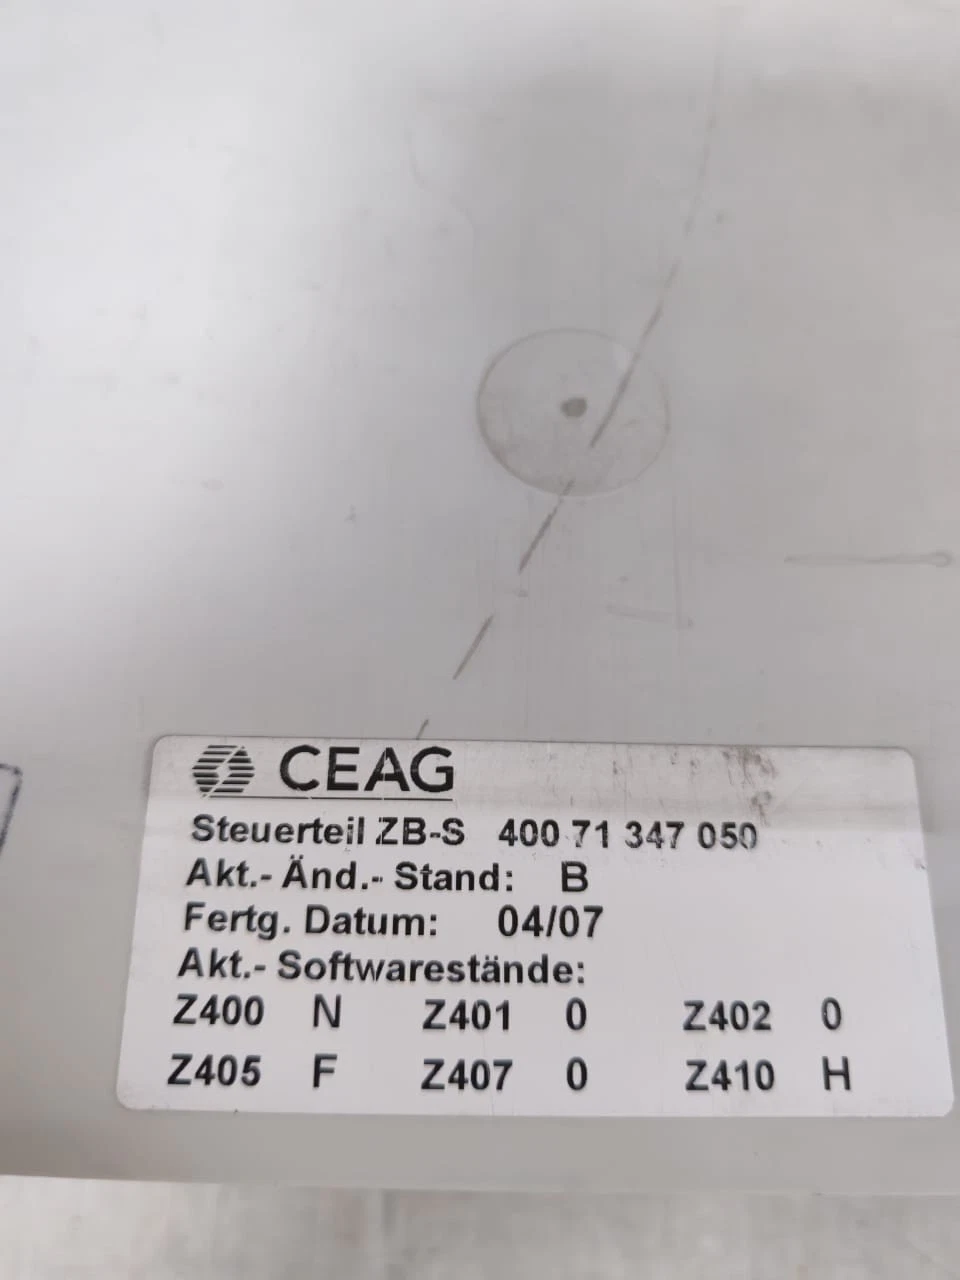 CEAG
Steuerteil ZB-S 400 71 347 050
Akt.- Änd.- Stand: B
Fertg. Datum: 04/07
Akt.- Softwarestände:
Z400 N Z401 0 Z402 0
Z405 F Z407 0 Z410 H